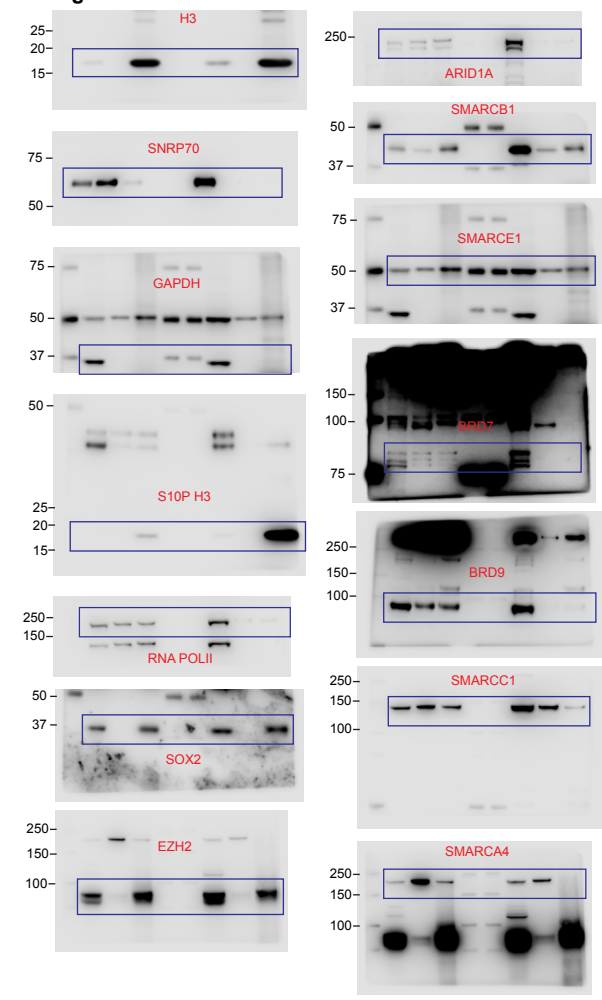 H3
25-
20-
15-
SNRP70
75-
50-
GAPDH
75-
50-
37-
50-
S10P H3
25-
20-
15-
250-
150-
RNA POLII
50-
37-
SOX2
EZH2
250-
150-
100-
250-
ARID1A
SMARCB1
50-
37-
75-
SMARCE1
50-
37-
150-
100-
BRD7
75-
250-
BRD9
150-
100-
SMARCC1
250-
150-
100-
SMARCA4
250-
150-
100-